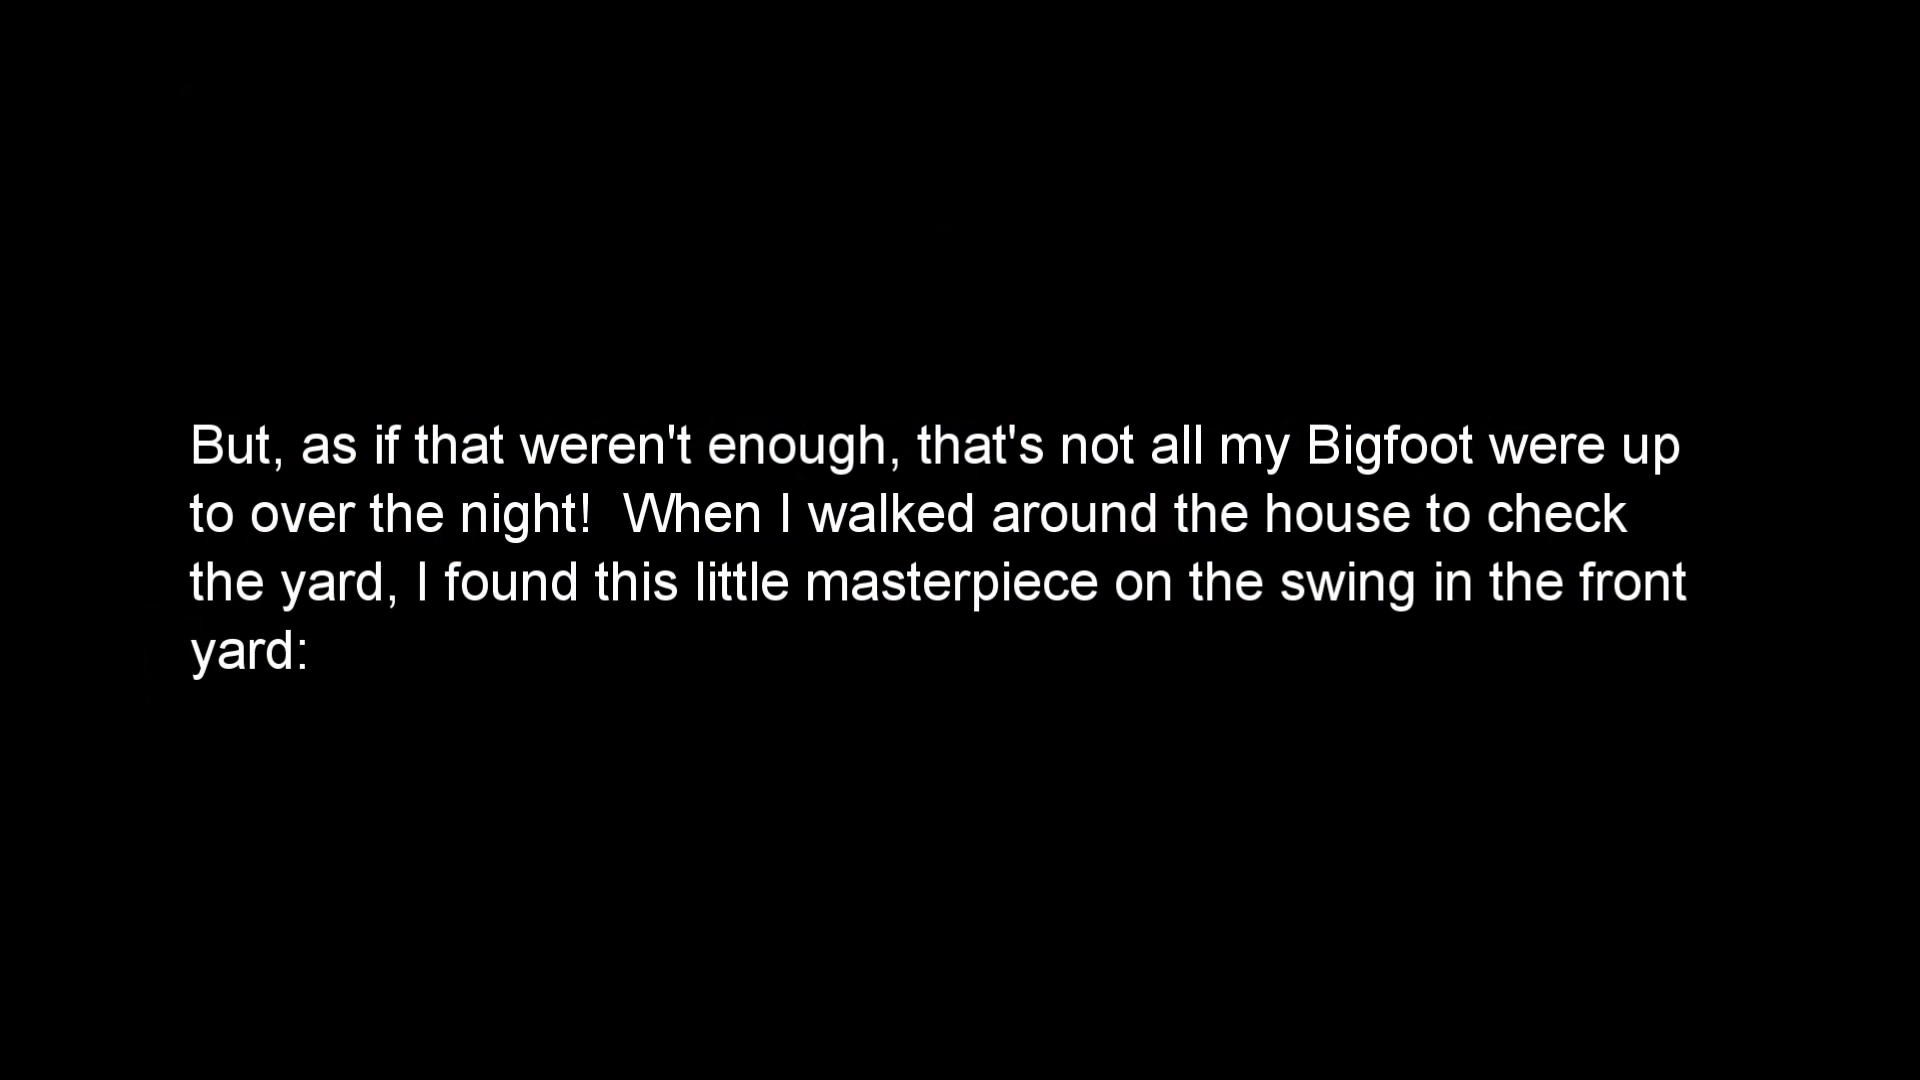 But, as if that weren't enough, that's not all my Bigfoot were up
to over the night!  When I walked around the house to check
the yard, I found this little masterpiece on the swing in the front
yard: